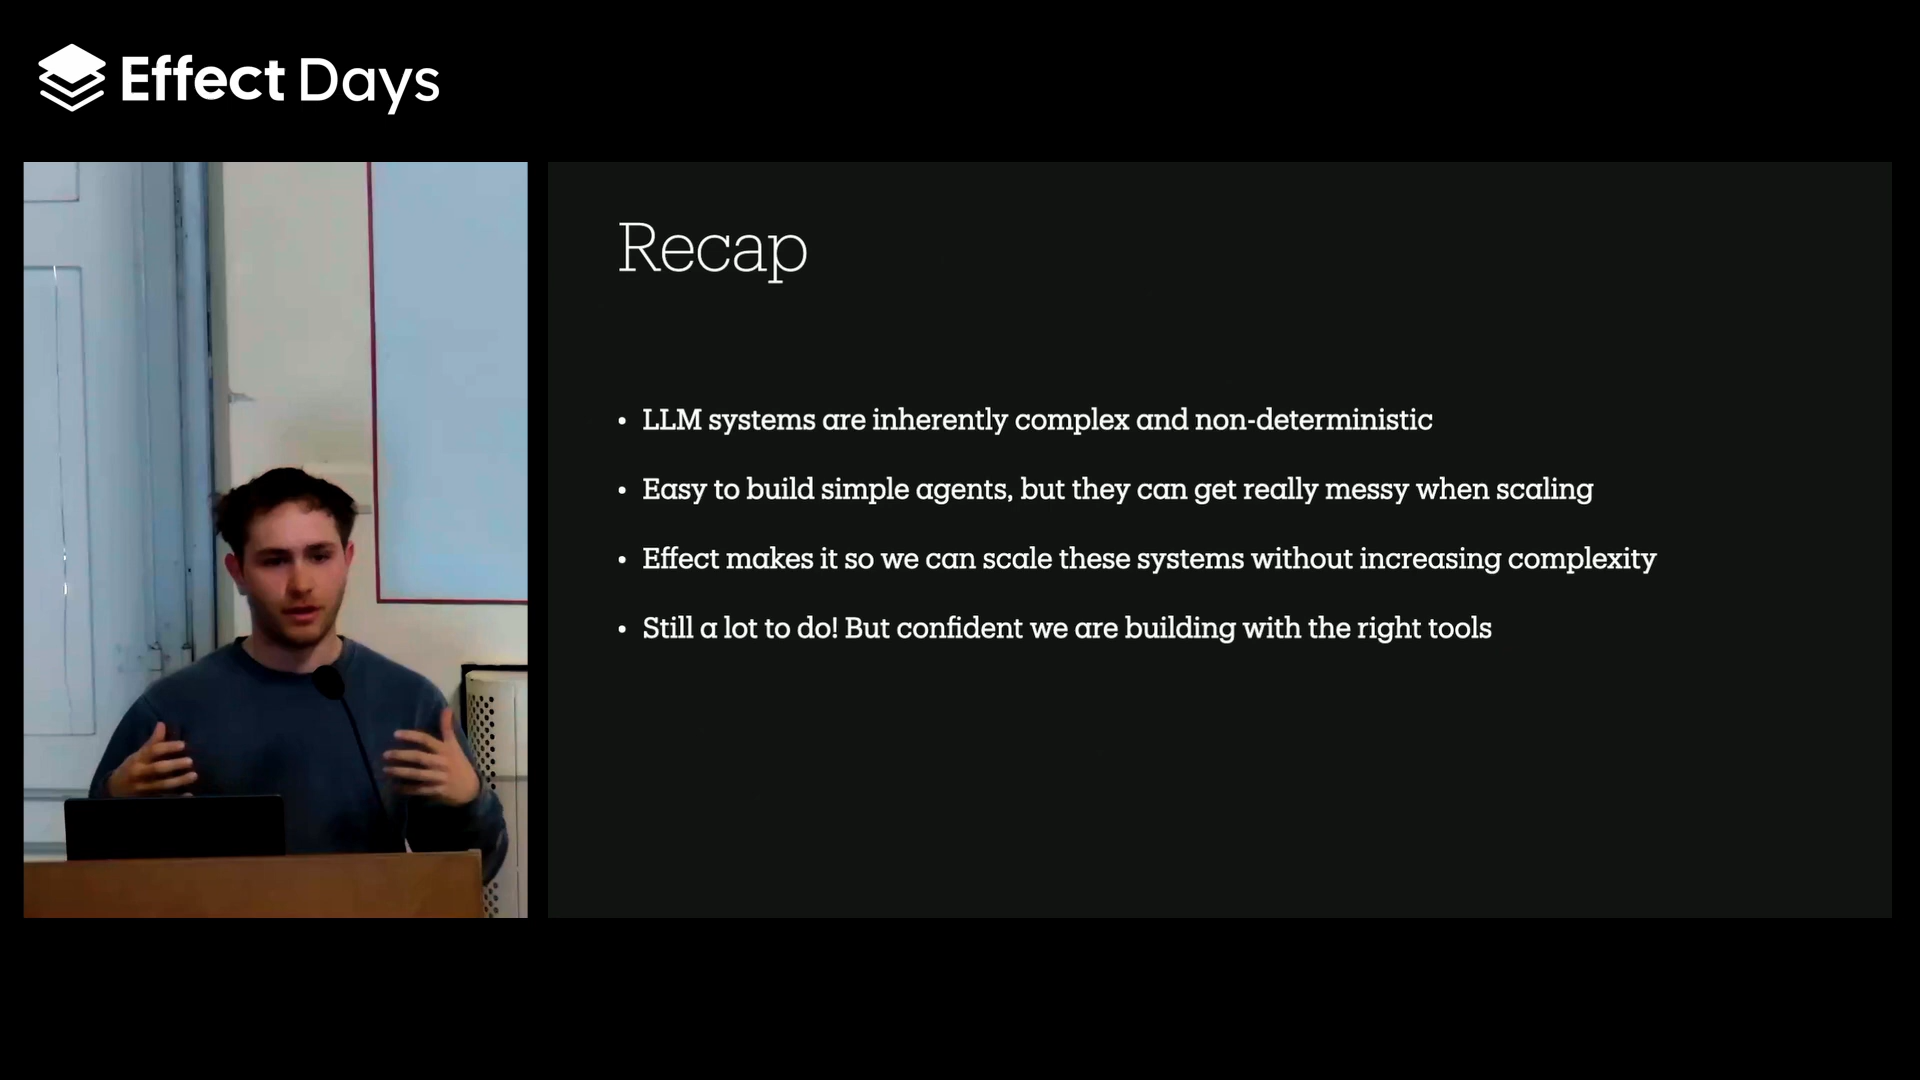 Effect Days
Recap
• LLM systems are inherently complex and non-deterministic
• Easy to build simple agents, but they can get really messy when scaling
• Effect makes it so we can scale these systems without increasing complexity
• Still a lot to do! But confident we are building with the right tools